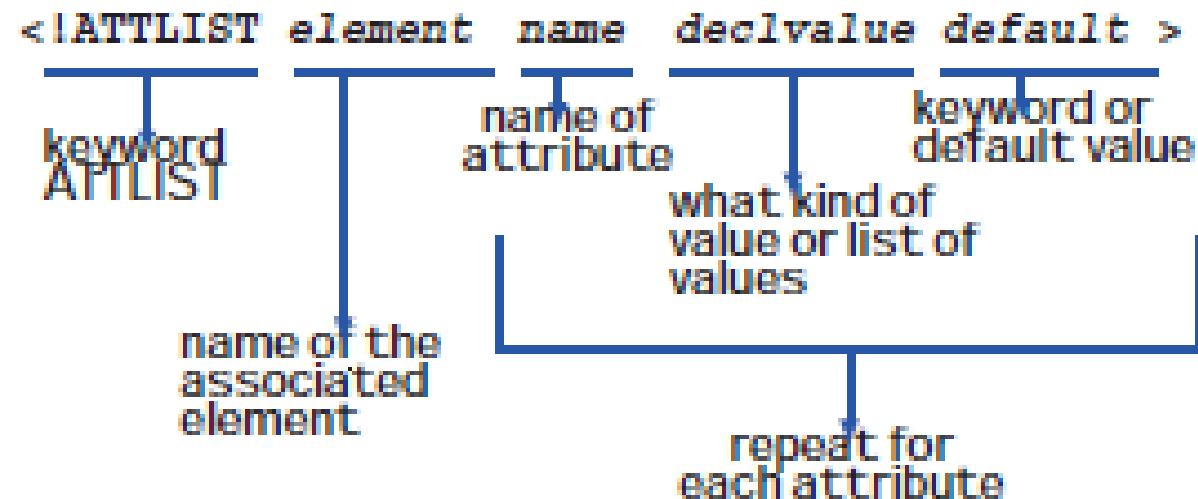 <!ATTLIST element name declvalue default >
keyword
ATTLIST
name of
attribute
keyword or
default value
what kind of
value or list of
values
name of the
associated
element
repeat for
each attribute